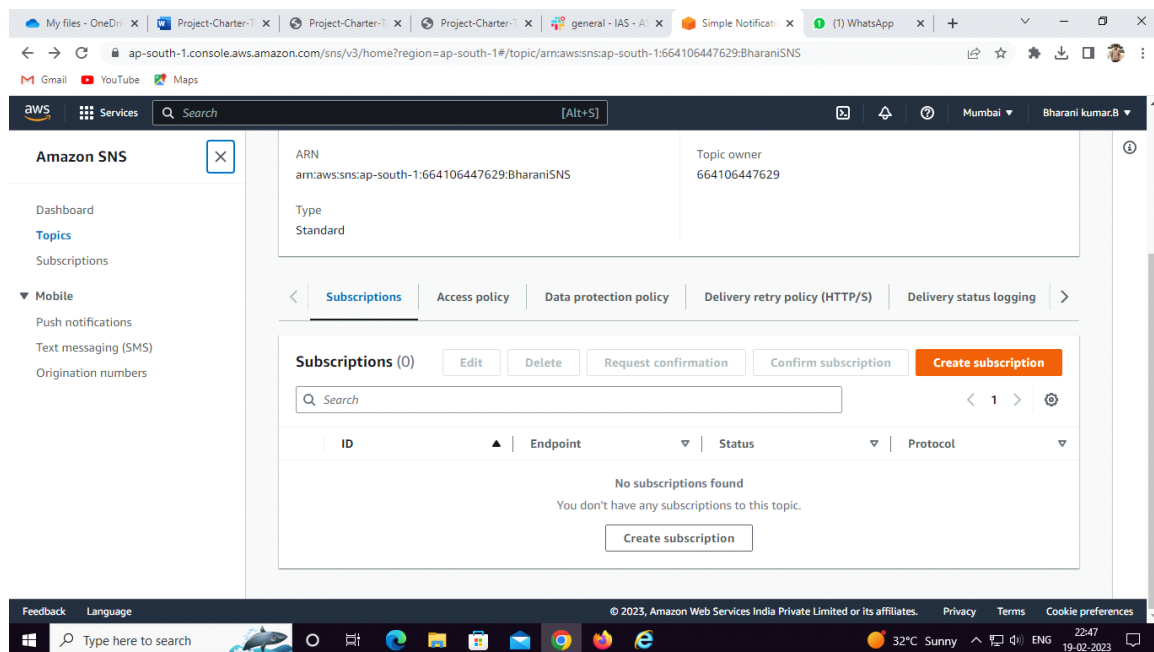 My files - OneDri
Project-Charter-T
Project-Charter-T
Project-Charter-T
general - IAS - AS
Simple Notificati
(1) WhatsApp
ap-south-1.console.aws.amazon.com/sns/v3/home?region=ap-south-1#/topic/arn:aws:sns:ap-south-1:664106447629:BharaniSNS
Gmail
YouTube
Maps
aws
Services
Search
[Alt+S]
Mumbai
Bharani kumar.B
Amazon SNS
Dashboard
Topics
Subscriptions
Mobile
Push notifications
Text messaging (SMS)
Origination numbers
ARN
arn:aws:sns:ap-south-1:664106447629:BharaniSNS
Topic owner
664106447629
Type
Standard
Subscriptions
Access policy
Data protection policy
Delivery retry policy (HTTP/S)
Delivery status logging
Subscriptions (0)
Edit
Delete
Request confirmation
Confirm subscription
Create subscription
Search
1
ID
Endpoint
Status
Protocol
No subscriptions found
You don't have any subscriptions to this topic.
Create subscription
Feedback
Language
© 2023, Amazon Web Services India Private Limited or its affiliates.
Privacy
Terms
Cookie preferences
Type here to search
32°C Sunny
ENG
22:47
19-02-2023